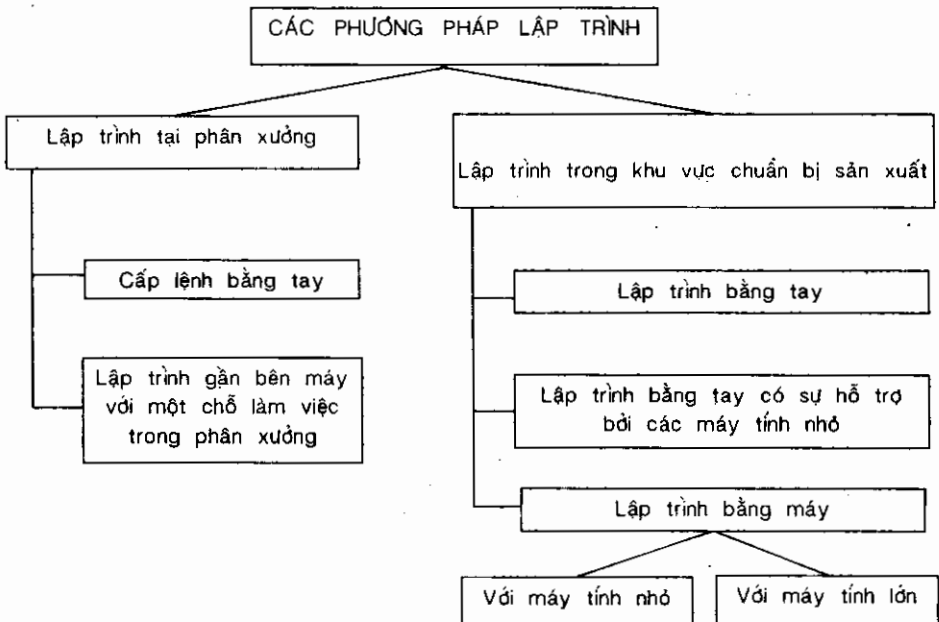 CÁC PHƯƠNG PHÁP LẬP TRÌNH
Lập trình tại phân xưởng
Lập trình trong khu vực chuẩn bị sản xuất
Cấp lệnh bằng tay
Lập trình bằng tay
Lập trình gần bên máy
với một chỗ làm việc
trong phân xưởng
Lập trình bằng tay có sự hỗ trợ
bởi các máy tính nhỏ
Lập trình bằng máy
Với máy tính nhỏ
Với máy tính lớn